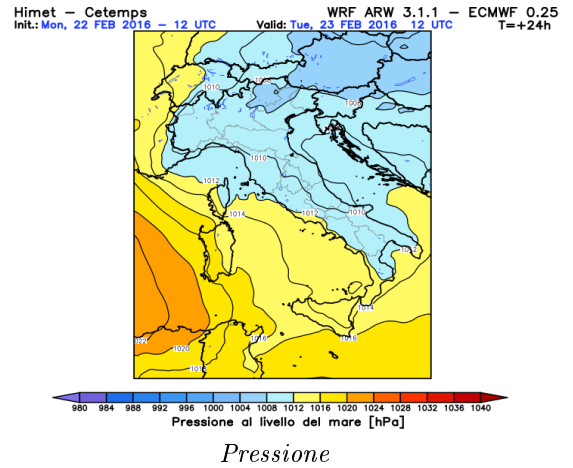 Himet – Cetemps WRF ARW 3.1.1 – ECMWF 0.25
Init.: Mon, 22 FEB 2016 – 12 UTC Valid: Tue, 23 FEB 2016 12 UTC T=+24h
1010
1008
1010
1012
1014
1012
1010
1012
1014
1016
1016
1020
980 984 988 992 996 1000 1004 1008 1012 1016 1020 1024 1028 1032 1036 1040
Pressione al livello del mare [hPa]
Pressione